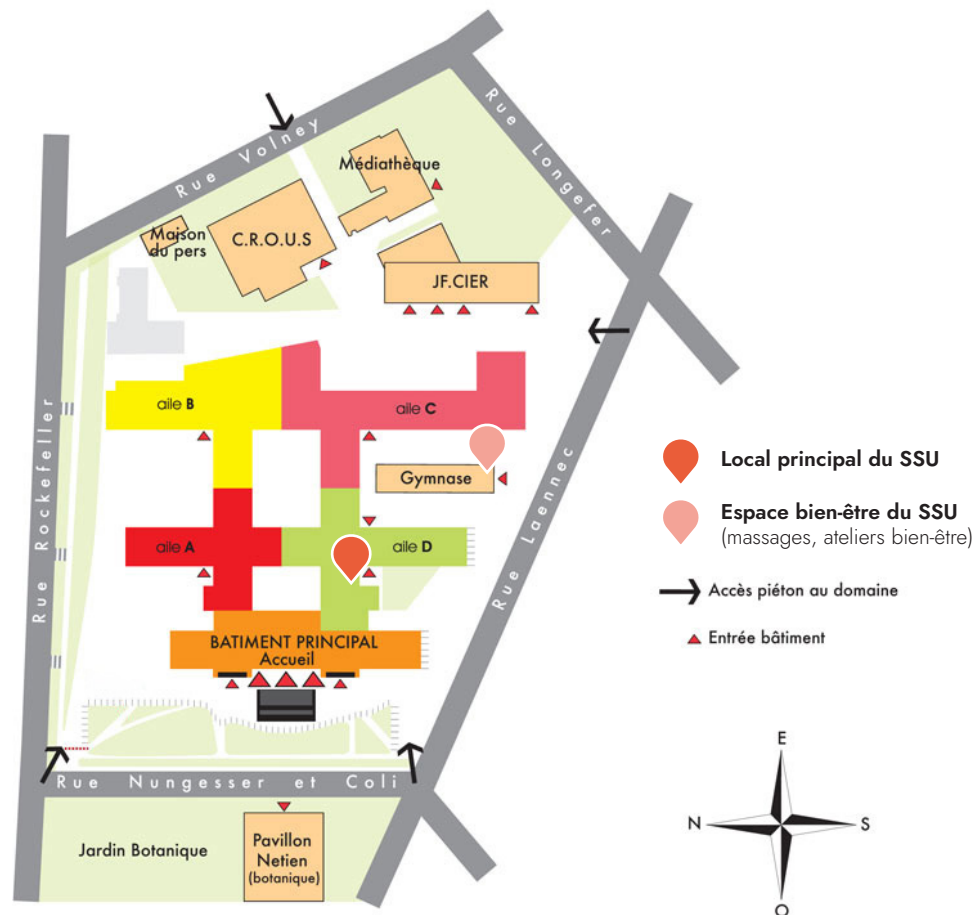 Rue Volney
Rue Longefer
Médiathèque
Maison
du pers
C.R.O.U.S
JF.CIER
aile B
aile C
Gymnase
Rue Rockefeller
Rue Laennec
aile A
aile D
BATIMENT PRINCIPAL
Accueil
Rue Nungesser et Coli
Jardin Botanique
Pavillon
Netien
(botanique)
Local principal du SSU
Espace bien-être du SSU
(massages, ateliers bien-être)
Accès piéton au domaine
Entrée bâtiment
E
N
S
O